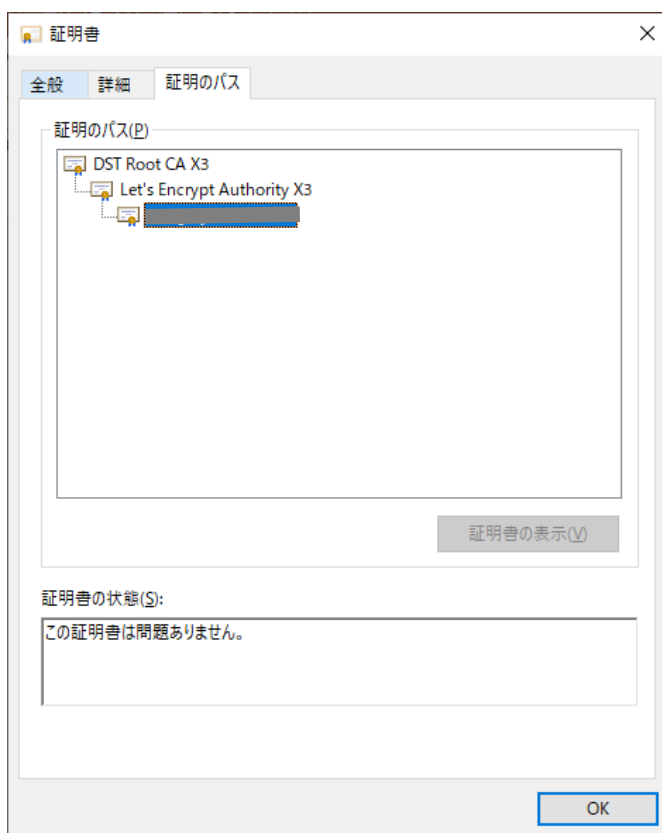 証明書
全般 詳細 証明のパス
証明のパス(P)
DST Root CA X3
Let's Encrypt Authority X3
証明書の表示(V)
証明書の状態(S):
この証明書は問題ありません。
OK